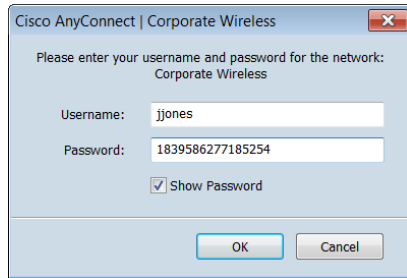 Cisco AnyConnect | Corporate Wireless
Please enter your username and password for the network:
Corporate Wireless
Username: jjones
Password: 1839586277185254
Show Password
OK Cancel